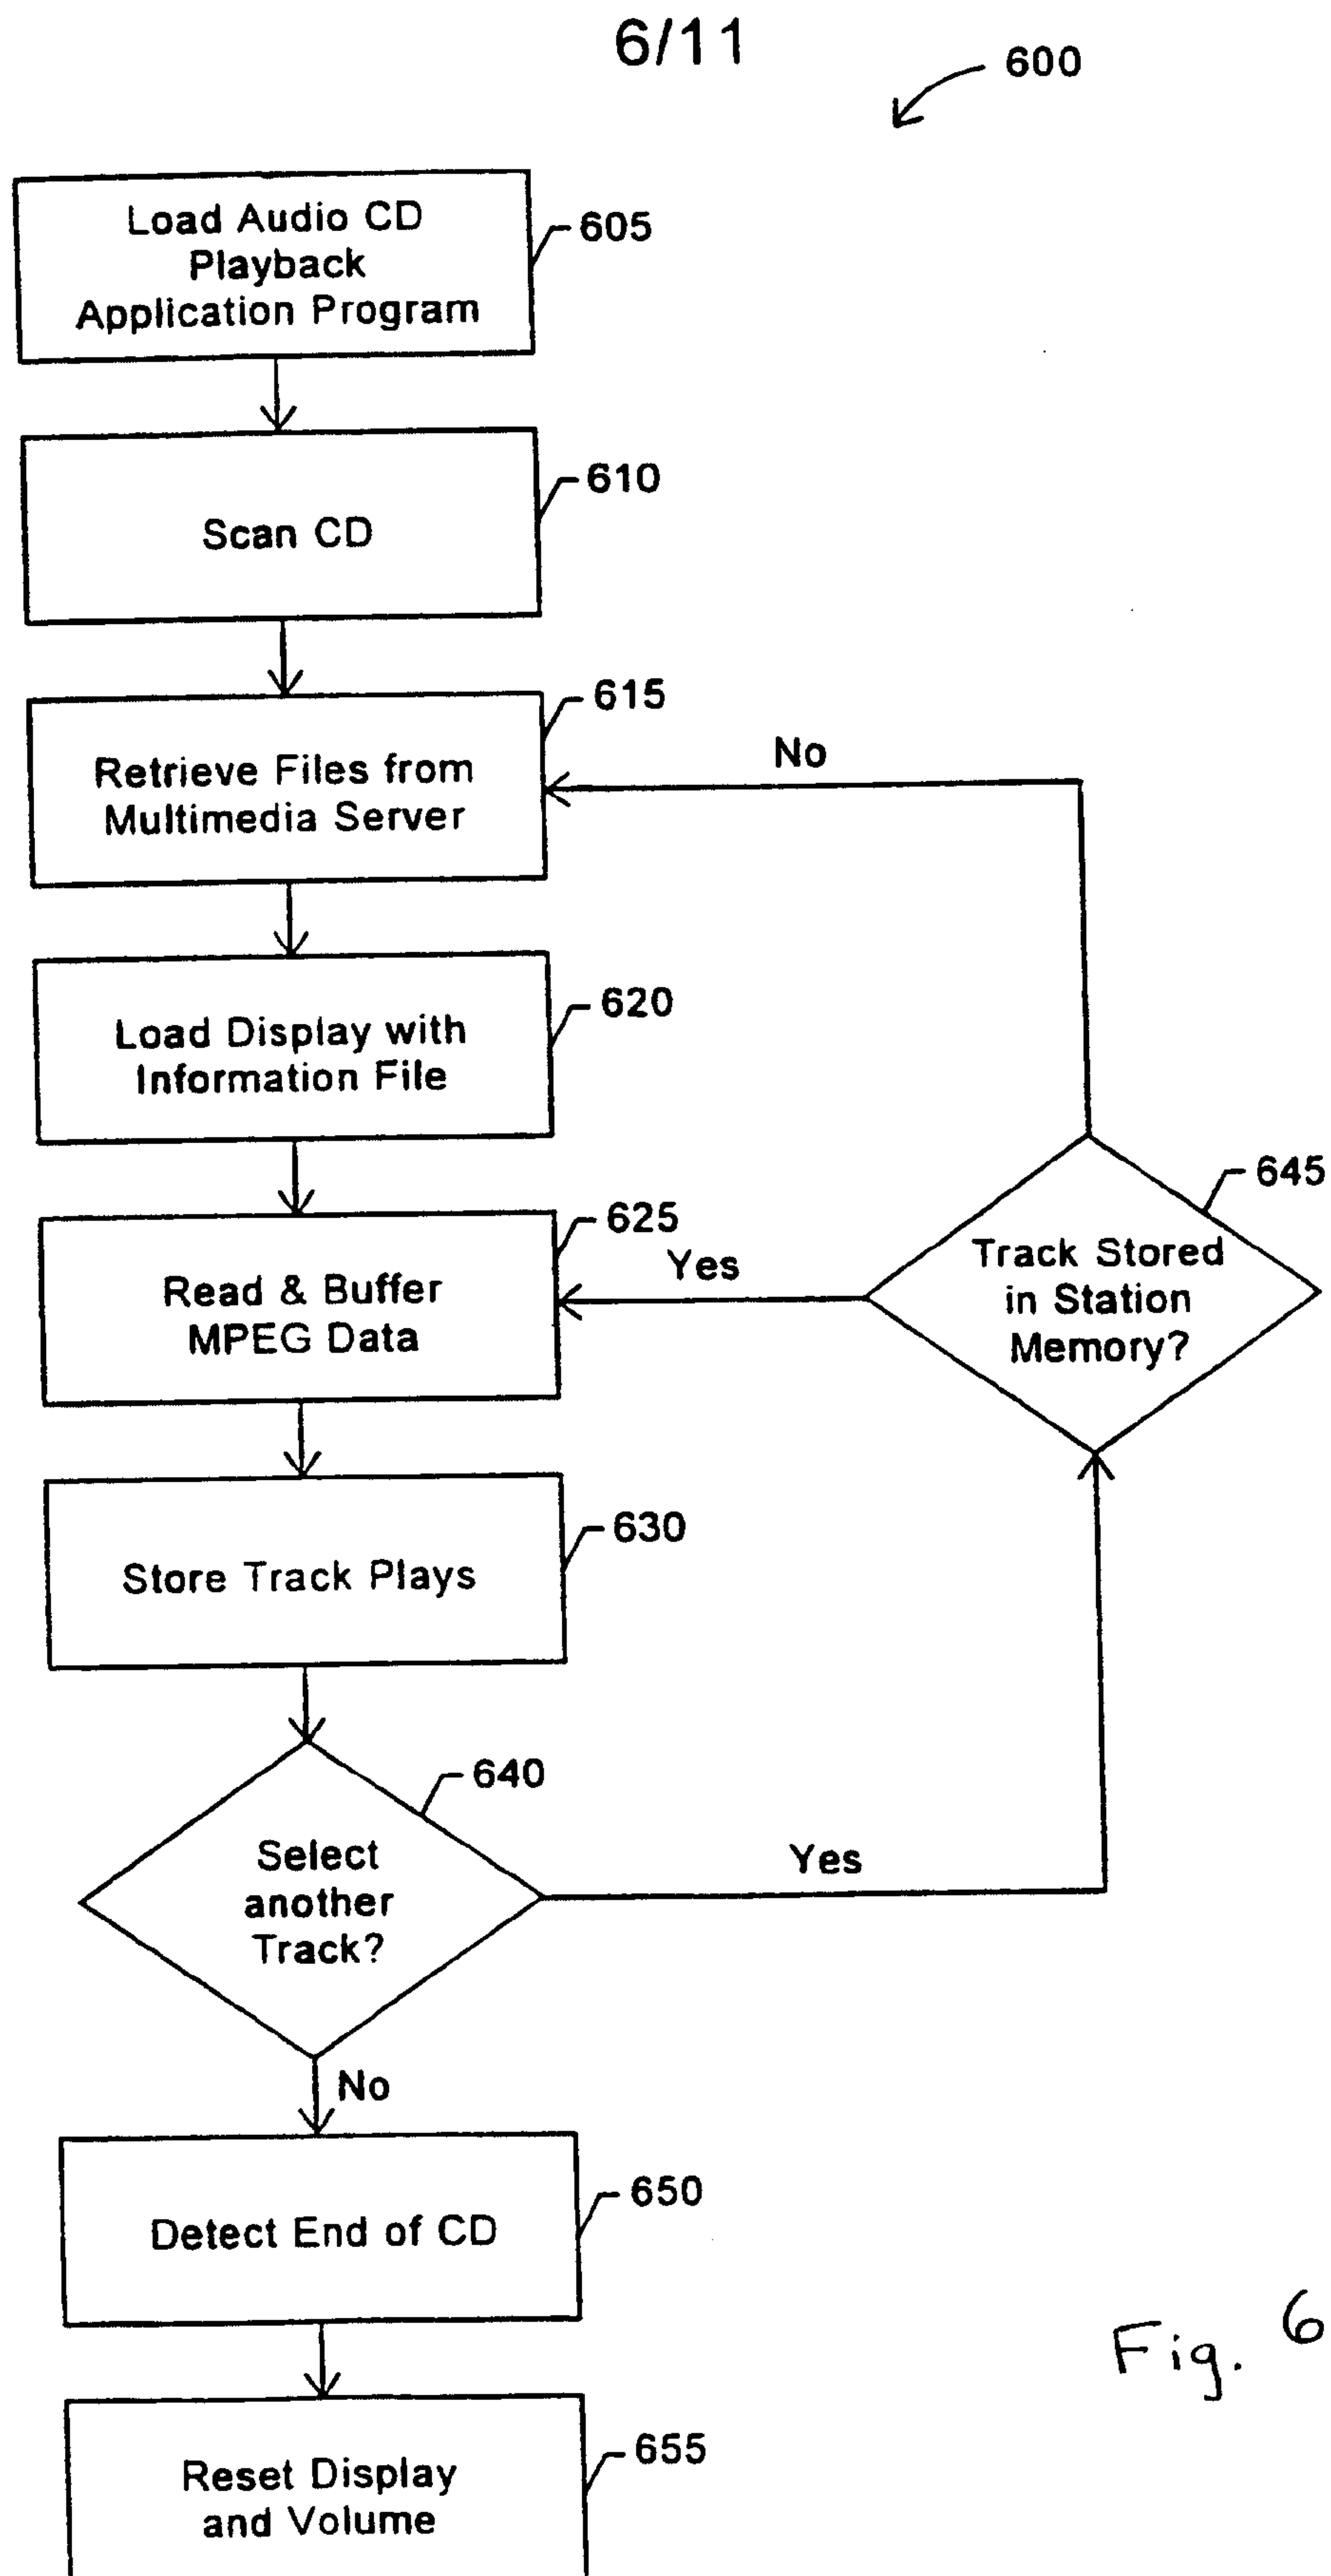 6/11
600
Load Audio CD
Playback
Application Program
605
Scan CD
610
Retrieve Files from
Multimedia Server
615
No
Load Display with
Information File
620
Read & Buffer
MPEG Data
625
Yes
Track Stored
in Station
Memory?
645
Store Track Plays
630
Select
another
Track?
640
Yes
No
Detect End of CD
650
Reset Display
and Volume
655
Fig. 6